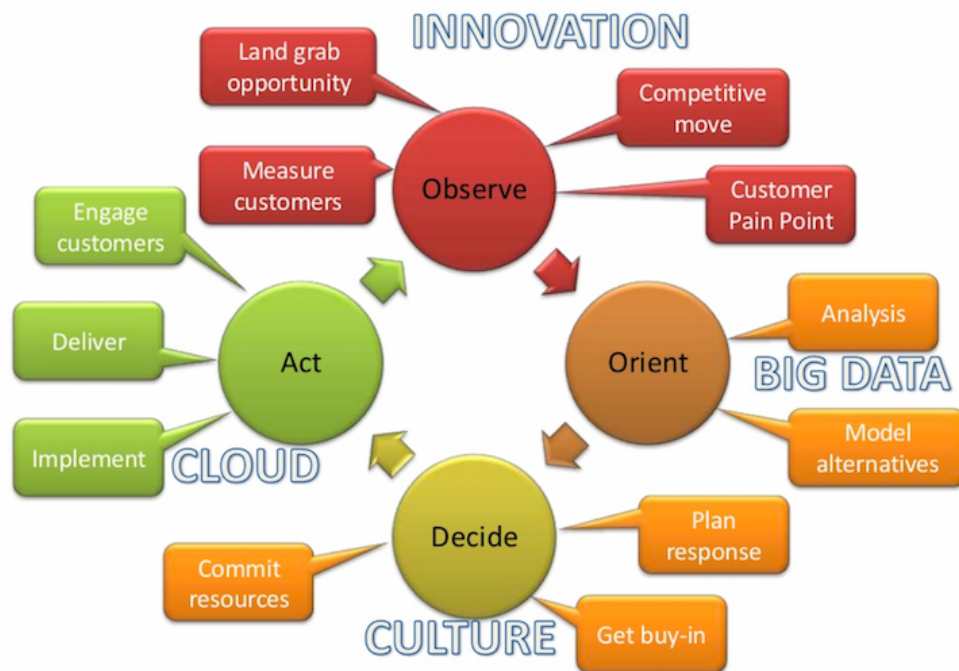 INNOVATION
Land grab
opportunity
Competitive
move
Measure
customers
Observe
Customer
Pain Point
Engage
customers
Analysis
Deliver
Act
Orient
BIG DATA
Model
alternatives
Implement
CLOUD
Plan
response
Decide
Commit
resources
CULTURE
Get buy-in